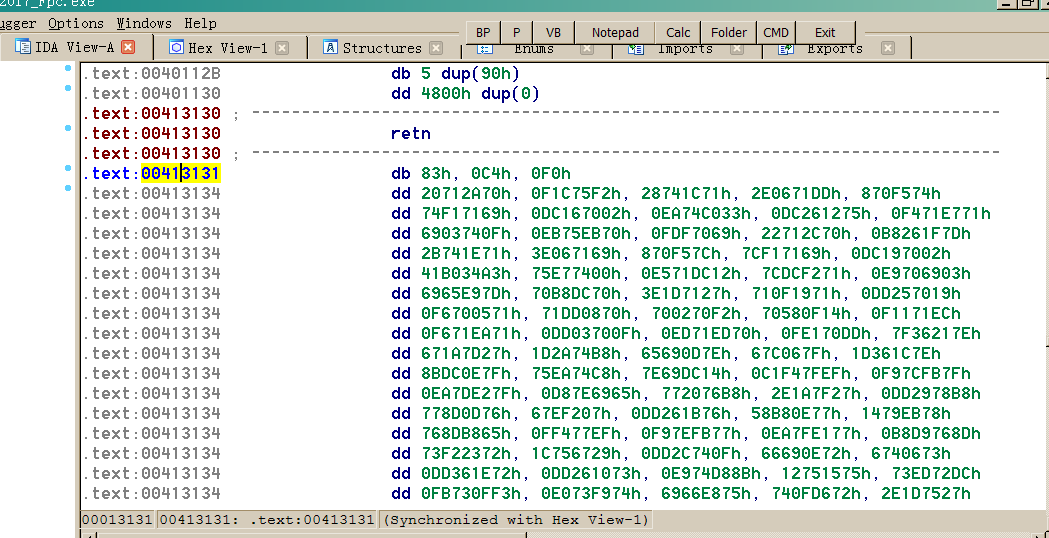 2017_Fpc.exe
ugger Options Windows Help
BP P VB Notepad Calc Folder CMD Exit
IDA View-A Hex View-1 Structures Enums Imports Exports
.text:0040112B db 5 dup(90h)
.text:00401130 dd 4800h dup(0)
.text:00413130 ; ---------------------------------------------------------------------------
.text:00413130 retn
.text:00413130 ; ---------------------------------------------------------------------------
.text:00413131 db 83h, 0C4h, 0F0h
.text:00413134 dd 20712A70h, 0F1C75F2h, 28741C71h, 2E0671DDh, 870F574h
.text:00413134 dd 74F17169h, 0DC167002h, 0EA74C033h, 0DC261275h, 0F471E771h
.text:00413134 dd 6903740Fh, 0EB75EB70h, 0FDF7069h, 22712C70h, 0B8261F7Dh
.text:00413134 dd 2B741E71h, 3E067169h, 870F57Ch, 7CF17169h, 0DC197002h
.text:00413134 dd 41B034A3h, 75E77400h, 0E571DC12h, 7CDCF271h, 0E9706903h
.text:00413134 dd 6965E97Dh, 70B8DC70h, 3E1D7127h, 710F1971h, 0DD257019h
.text:00413134 dd 0F6700571h, 71DD0870h, 700270F2h, 70580F14h, 0F1171ECh
.text:00413134 dd 0F671EA71h, 0DD03700Fh, 0ED71ED70h, 0FE170DDh, 7F36217Eh
.text:00413134 dd 671A7D27h, 1D2A74B8h, 65690D7Eh, 67C067Fh, 1D361C7Eh
.text:00413134 dd 8BDC0E7Fh, 75EA74C8h, 7E69DC14h, 0C1F47FEFh, 0F97CFB7Fh
.text:00413134 dd 0EA7DE27Fh, 0D87E6965h, 772076B8h, 2E1A7F27h, 0DD2978B8h
.text:00413134 dd 778D0D76h, 67EF207h, 0DD261B76h, 58B80E77h, 1479EB78h
.text:00413134 dd 768DB865h, 0FF477EFh, 0F97EFB77h, 0EA7FE177h, 0B8D9768Dh
.text:00413134 dd 73F22372h, 1C756729h, 0DD2C740Fh, 66690E72h, 6740673h
.text:00413134 dd 0DD361E72h, 0DD261073h, 0E974D88Bh, 12751575h, 73ED72DCh
.text:00413134 dd 0FB730FF3h, 0E073F974h, 6966E875h, 740FD672h, 2E1D7527h
00013131 00413131: .text:00413131 (Synchronized with Hex View-1)